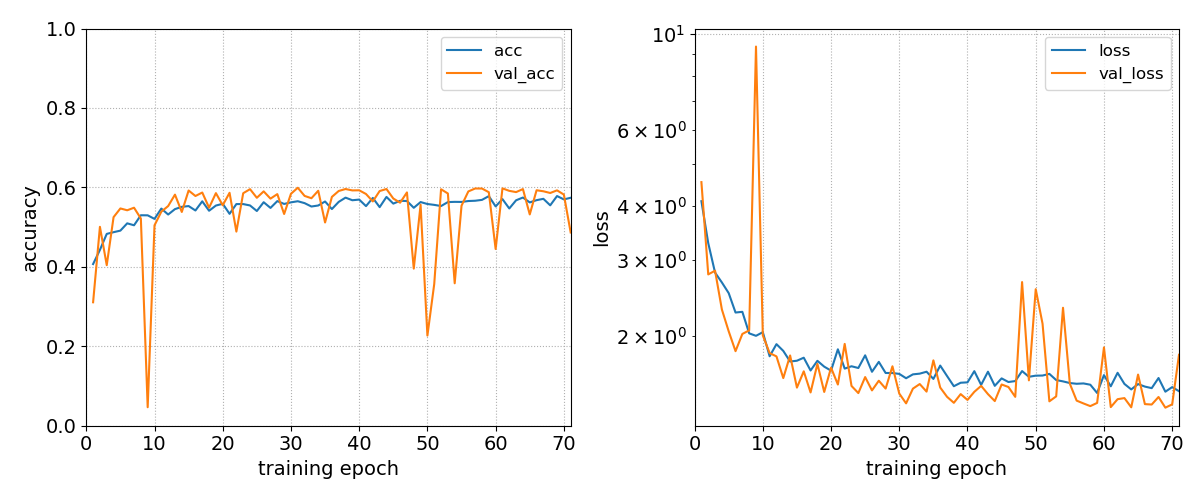 1.0
0.8
0.6
0.4
0.2
0.0
accuracy
0 10 20 30 40 50 60 70
training epoch
acc
val_acc
10¹
6 × 10⁰
4 × 10⁰
3 × 10⁰
2 × 10⁰
loss
0 10 20 30 40 50 60 70
training epoch
loss
val_loss